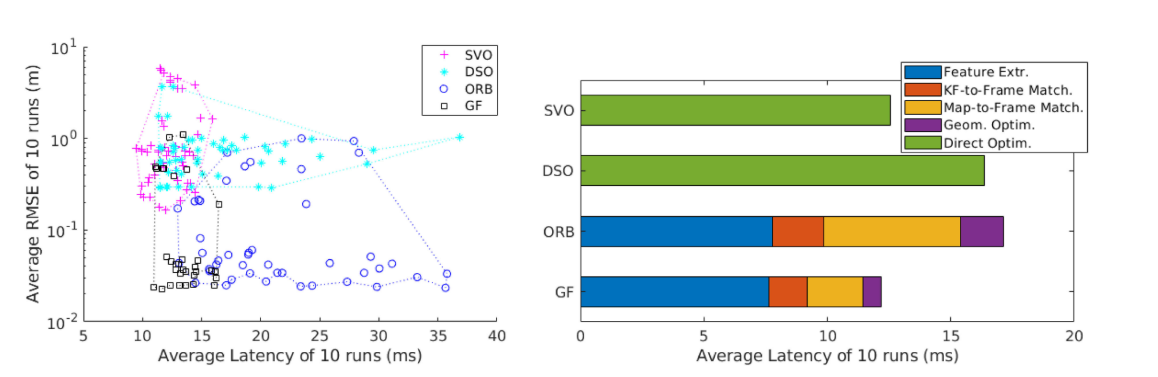 10^1
10^0
10^-1
10^-2
Average RMSE of 10 runs (m)
5 10 15 20 25 30 35 40
Average Latency of 10 runs (ms)
SVO
DSO
ORB
GF
SVO
DSO
ORB
GF
0 5 10 15 20
Average Latency of 10 runs (ms)
Feature Extr.
KF-to-Frame Match.
Map-to-Frame Match.
Geom. Optim.
Direct Optim.